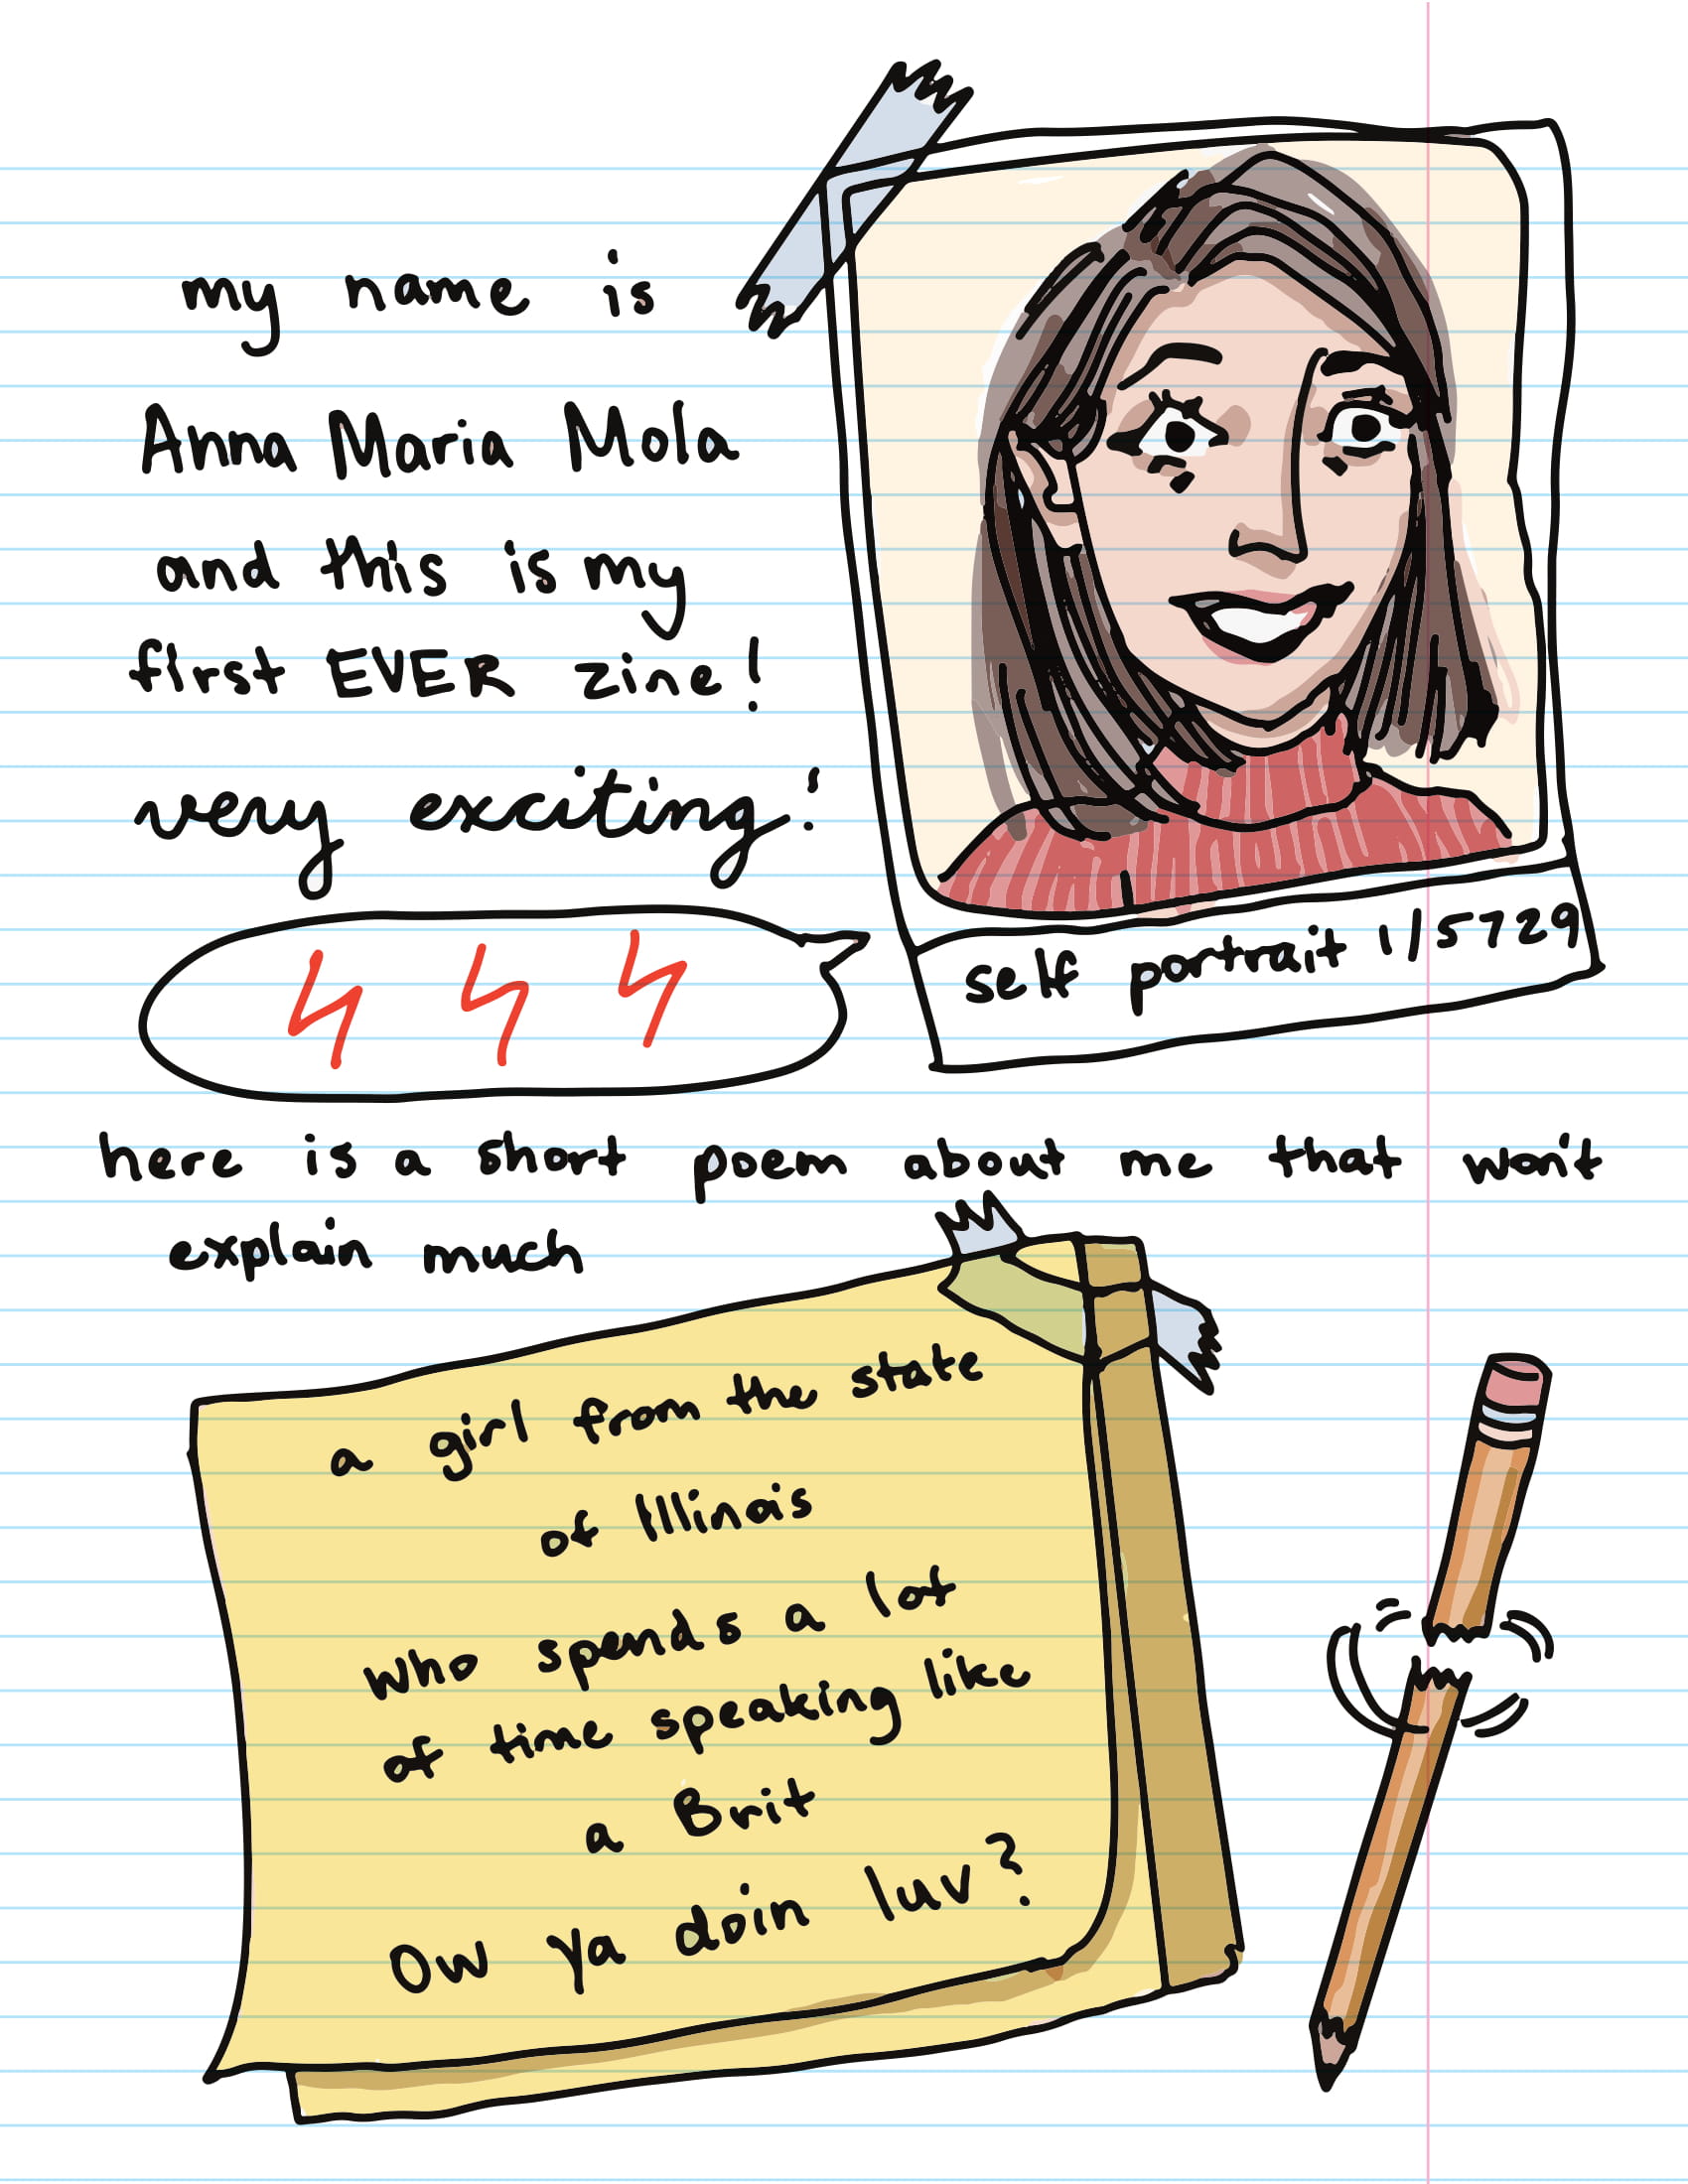 my name is
Anna Maria Mola
and this is my
first EVER zine!
very exciting!
self portrait 1/5729
here is a short poem about me that won't
explain much
a girl from the state
of Illinois
who spends a lot
of time speaking like
a Brit
Ow ya doin luv?